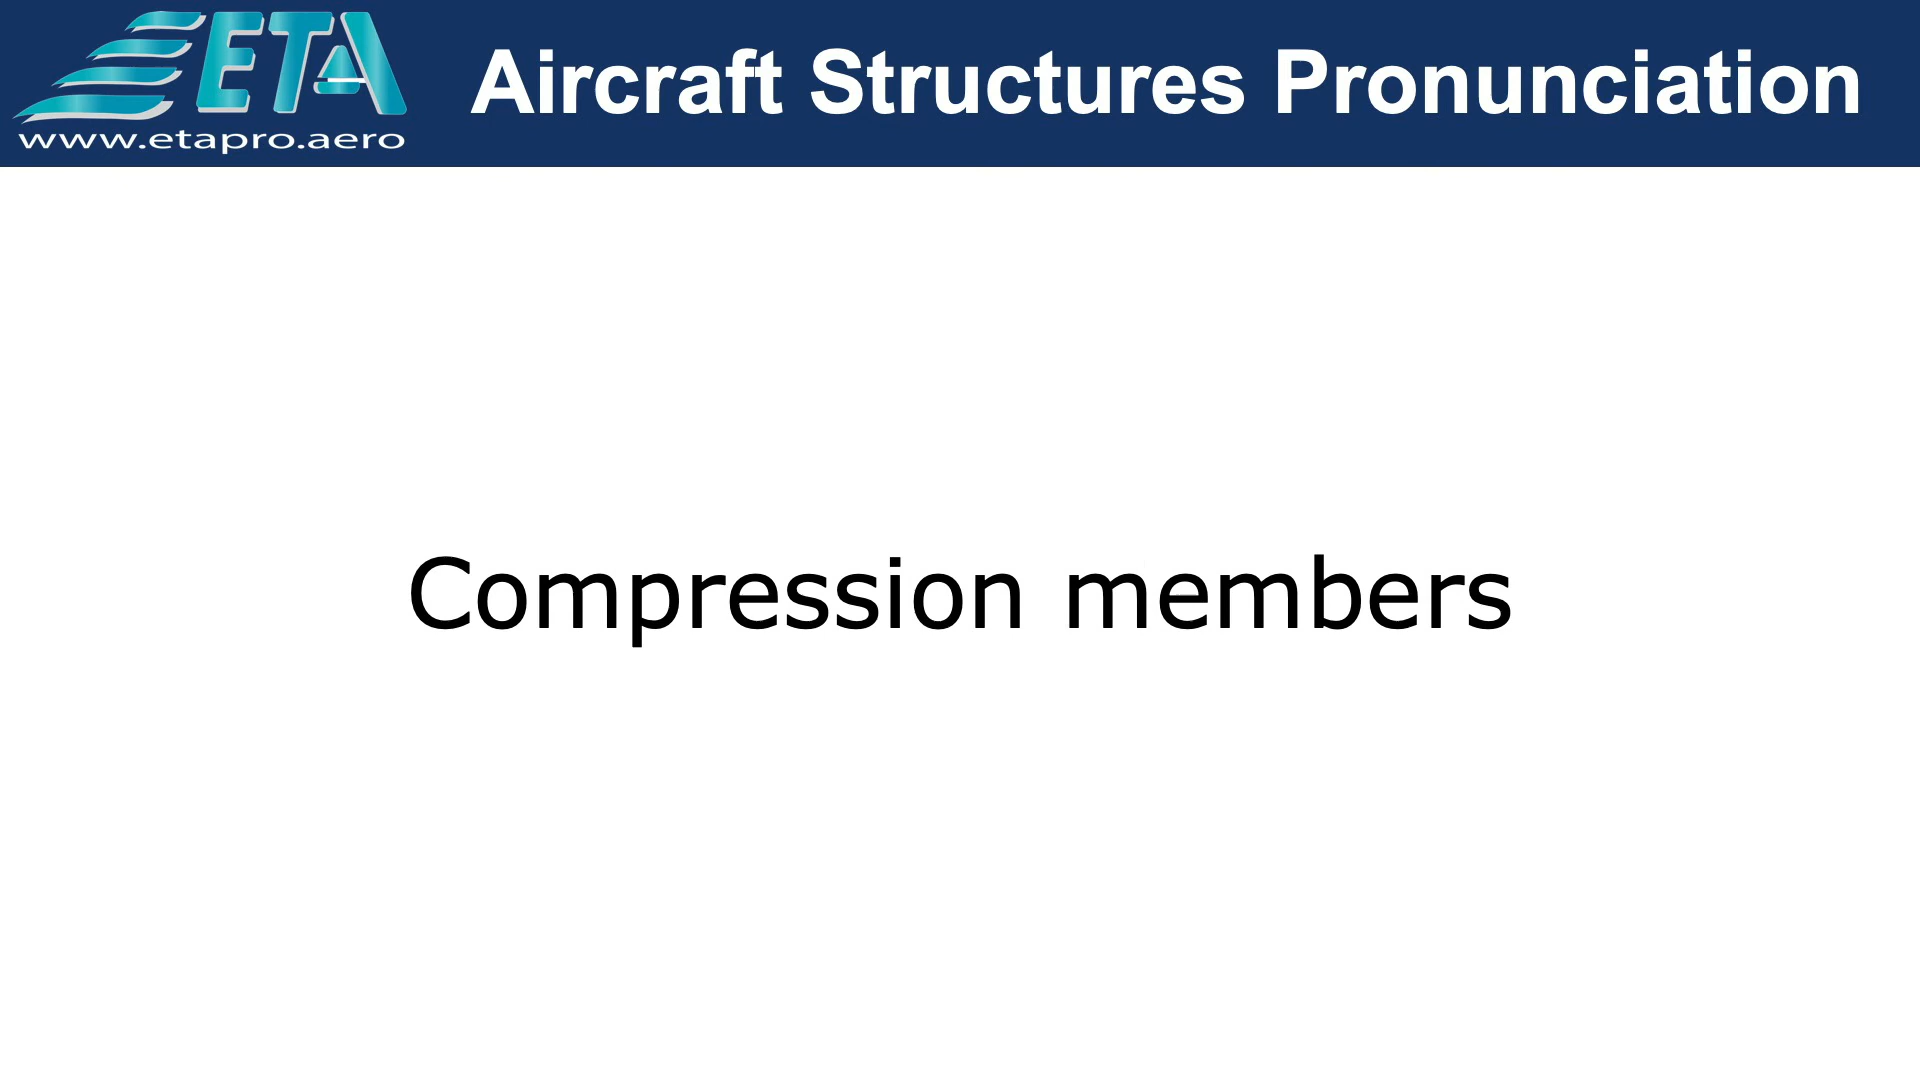 ETA
www.etapro.aero
Aircraft Structures Pronunciation
Compression members